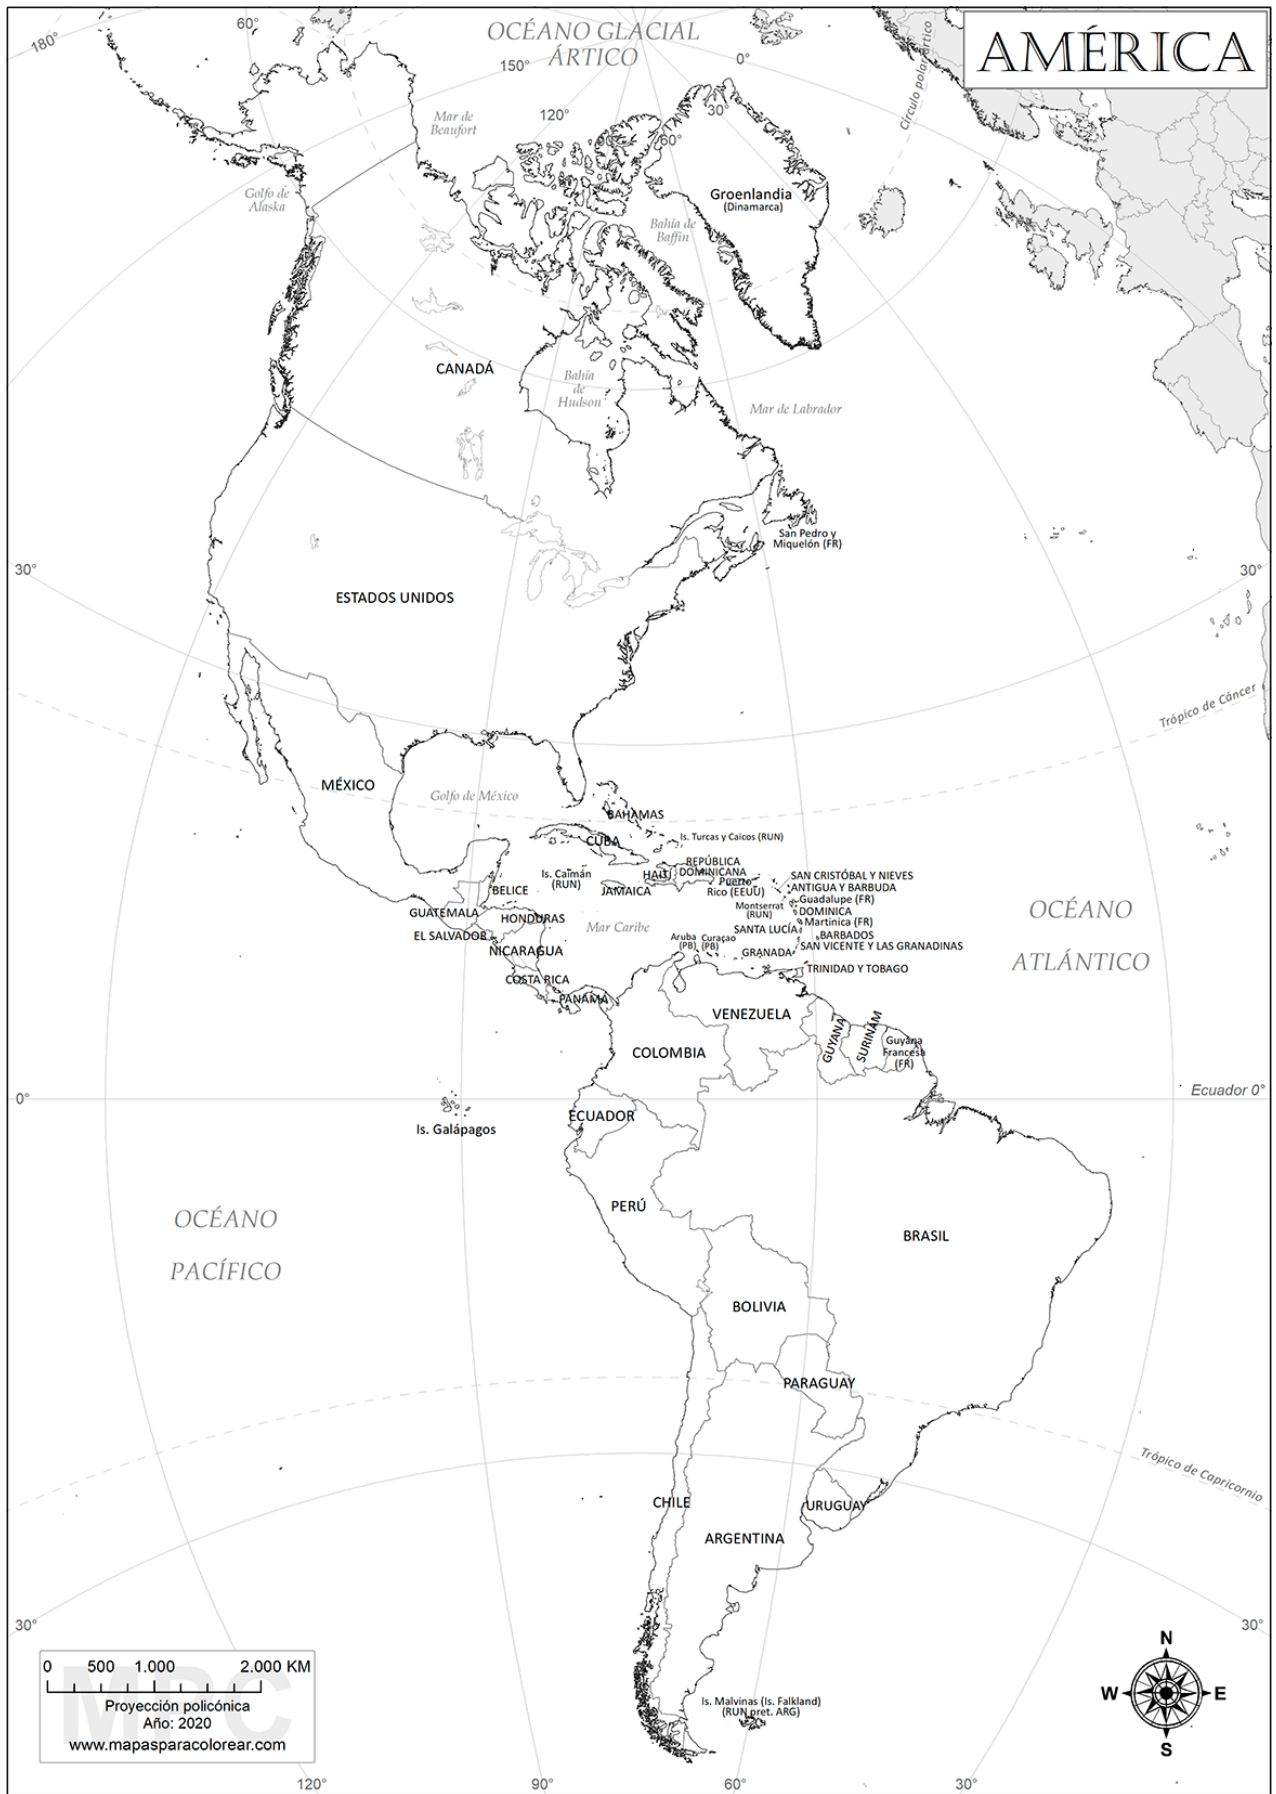 AMÉRICA
OCÉANO GLACIAL
ÁRTICO
180°
60°
150°
120°
0°
30°
60°
Círculo polar ártico
Mar de
Beaufort
Golfo de
Alaska
Groenlandia
(Dinamarca)
Bahía de
Baffin
CANADÁ
Bahía
de
Hudson
Mar de Labrador
San Pedro y
Miquelón (FR)
30°
30°
ESTADOS UNIDOS
Trópico de Cáncer
MÉXICO
Golfo de México
BAHAMAS
CUBA
Is. Turcas y Caicos (RUN)
REPÚBLICA
DOMINICANA
HAITÍ
Is. Caimán
(RUN)
JAMAICA
Puerto
Rico (EEUU)
SAN CRISTÓBAL Y NIEVES
ANTIGUA Y BARBUDA
Guadalupe (FR)
Montserrat
(RUN)
DOMINICA
Martinica (FR)
SANTA LUCÍA
BARBADOS
SAN VICENTE Y LAS GRANADINAS
GRANADA
TRINIDAD Y TOBAGO
BELICE
GUATEMALA
HONDURAS
EL SALVADOR
NICARAGUA
Mar Caribe
Aruba
(PB)
Curaçao
(PB)
COSTA RICA
PANAMÁ
OCÉANO
ATLÁNTICO
VENEZUELA
GUYANA
SURINAM
Guyana
Francesa
(FR)
COLOMBIA
0°
Ecuador 0°
Is. Galápagos
ECUADOR
PERÚ
BRASIL
OCÉANO
PACÍFICO
BOLIVIA
PARAGUAY
Trópico de Capricornio
CHILE
URUGUAY
ARGENTINA
30°
30°
Is. Malvinas (Is. Falkland)
(RUN pret. ARG)
MPC
0 500 1.000 2.000 KM
Proyección policónica
Año: 2020
www.mapasparacolorear.com
N
W E
S
120°
90°
60°
30°